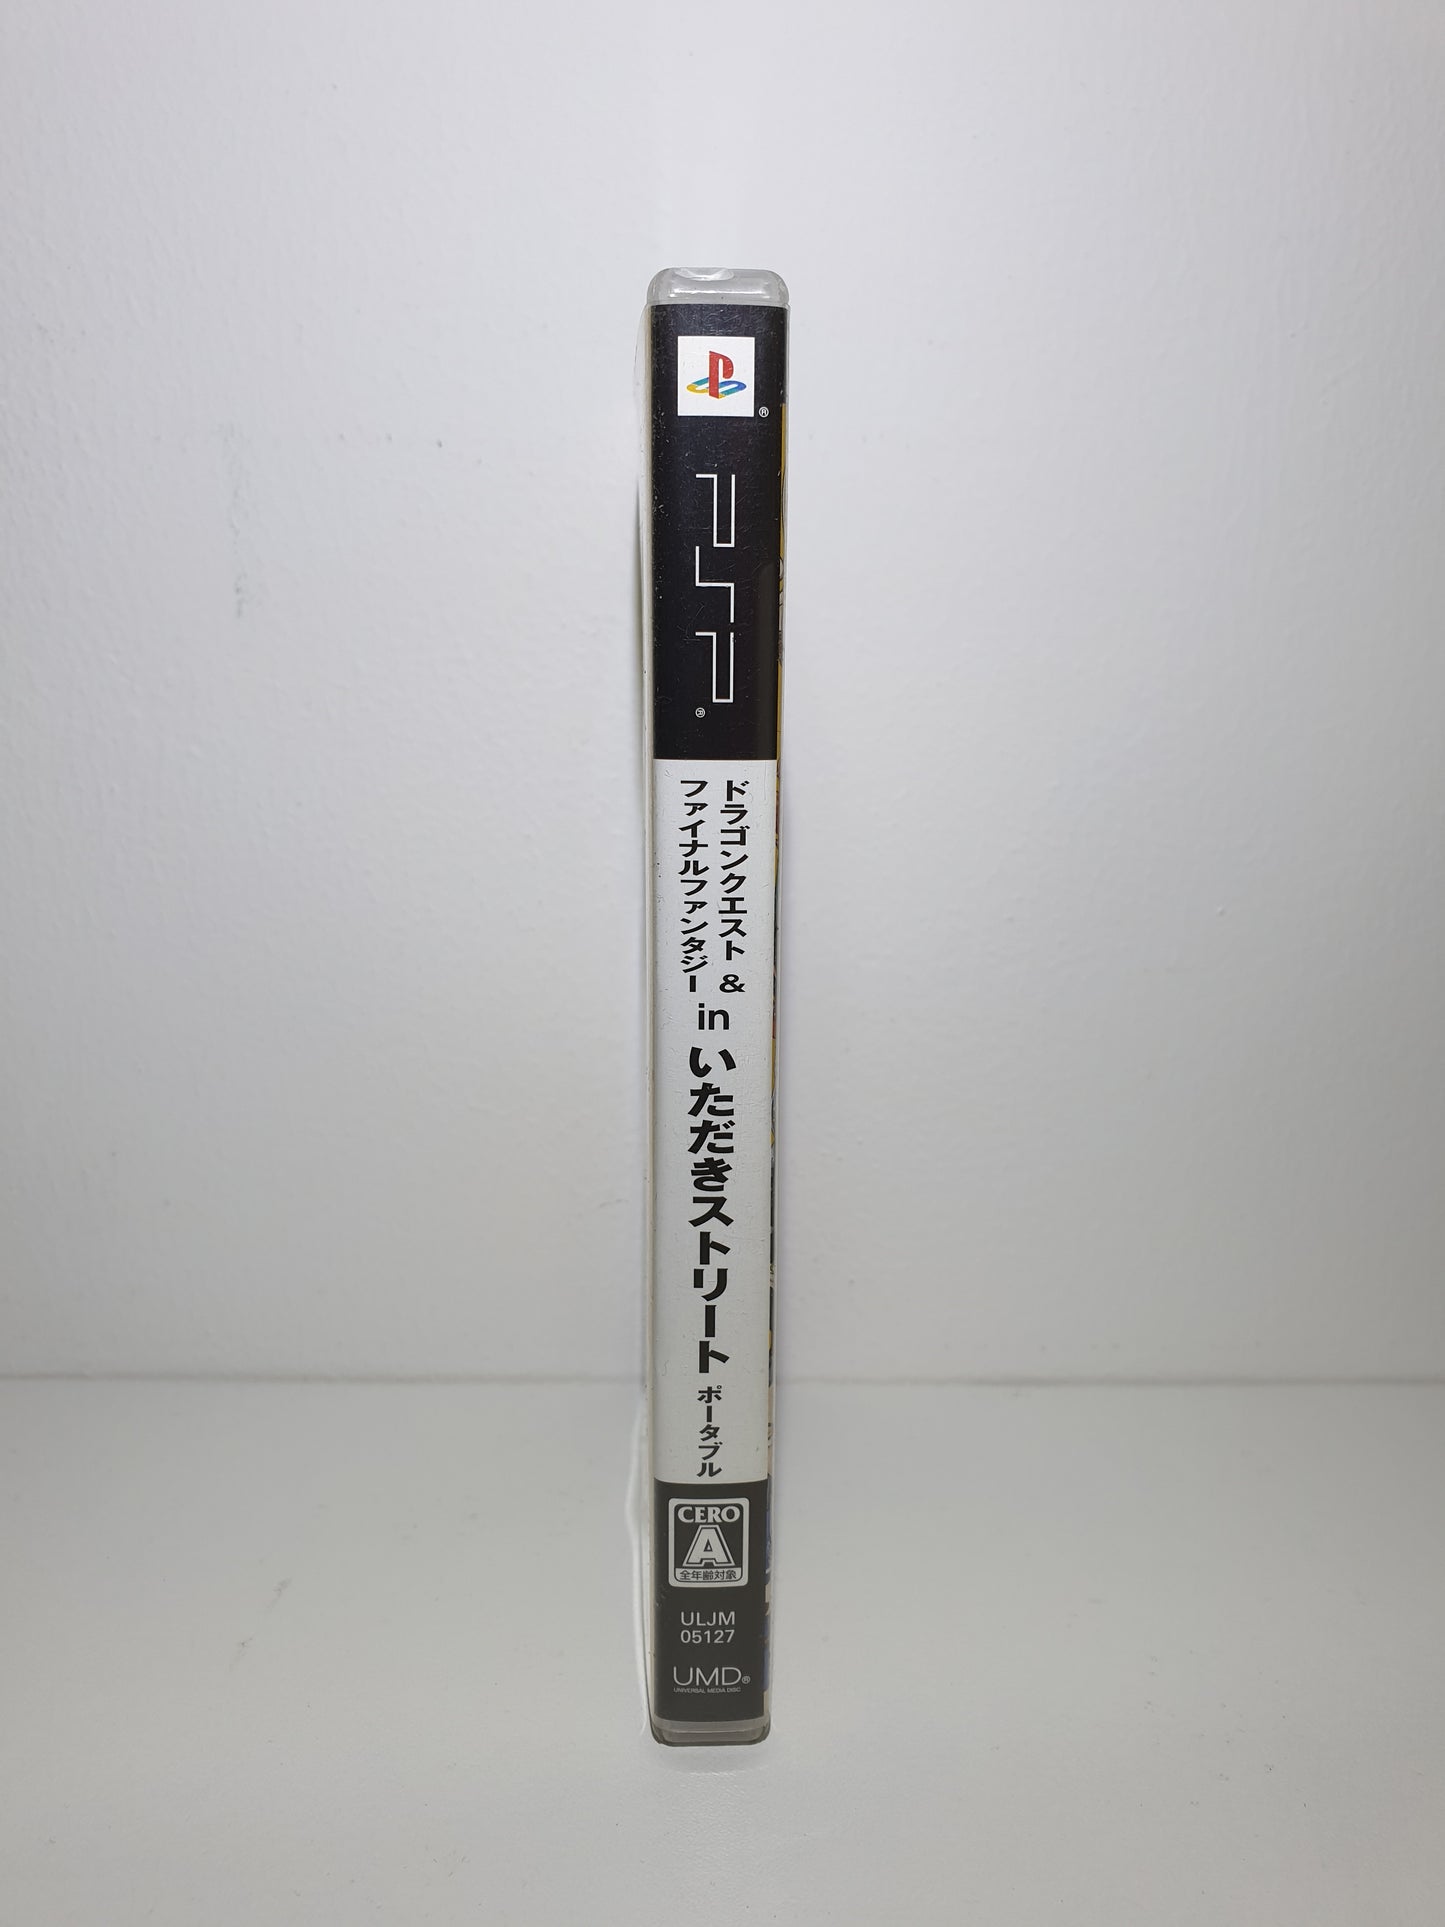 ®
PSP
®
ドラゴンクエスト &
ファイナルファンタジー
in
いただきストリート
ポータブル
CERO
A
全年齢対象
ULJM
05127
UMD®
UNIVERSAL MEDIA DISC